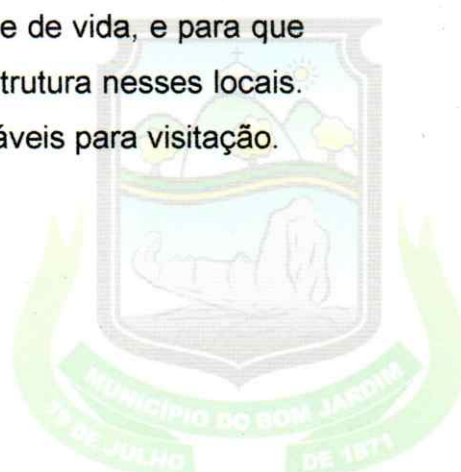 e de vida, e para que
trutura nesses locais.
áveis para visitação.
MUNICÍPIO DO BOM JARDIM
19 DE JULHO
DE 1871